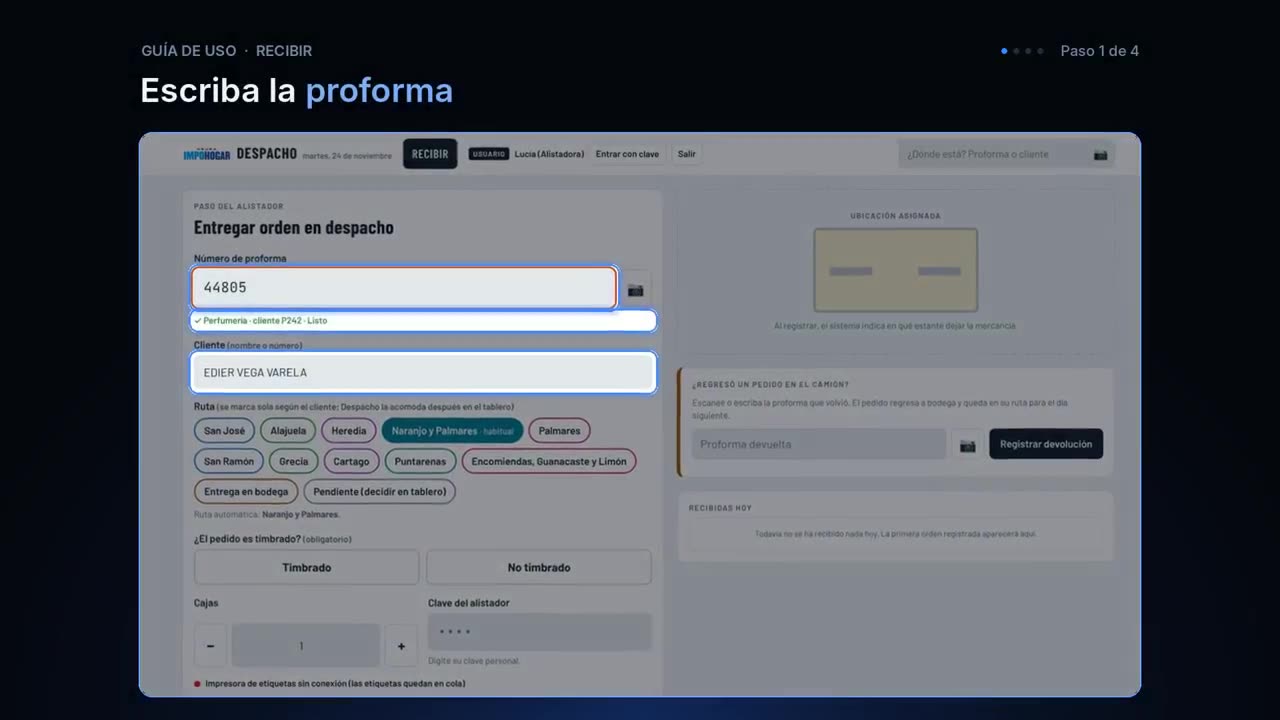 GUÍA DE USO · RECIBIR
Paso 1 de 4
Escriba la proforma
IMPOHOGAR DESPACHO martes, 24 de noviembre RECIBIR USUARIO Lucía (Alistadora) Entrar con clave Salir ¿Dónde está? Proforma o cliente
PASO DEL ALISTADOR
Entregar orden en despacho
Número de proforma
44805
✓ Perfumería · cliente P242 · Listo
Cliente (nombre o número)
EDIER VEGA VARELA
Ruta (se marca sola según el cliente; Despacho la acomoda después en el tablero)
San José Alajuela Heredia Naranjo y Palmares · habitual Palmares
San Ramón Grecia Cartago Puntarenas Encomiendas, Guanacaste y Limón
Entrega en bodega Pendiente (decidir en tablero)
Ruta automática: Naranjo y Palmares.
¿El pedido es timbrado? (obligatorio)
Timbrado No timbrado
Cajas Clave del alistador
− 1 + • • • •
Digite su clave personal.
Impresora de etiquetas sin conexión (las etiquetas quedan en cola)
UBICACIÓN ASIGNADA
Al registrar, el sistema indica en qué estante dejar la mercancía.
¿REGRESÓ UN PEDIDO EN EL CAMIÓN?
Escanee o escriba la proforma que volvió. El pedido regresa a bodega y queda en su ruta para el día
siguiente.
Proforma devuelta Registrar devolución
RECIBIDAS HOY
Todavía no se ha recibido nada hoy. La primera orden registrada aparecerá aquí.